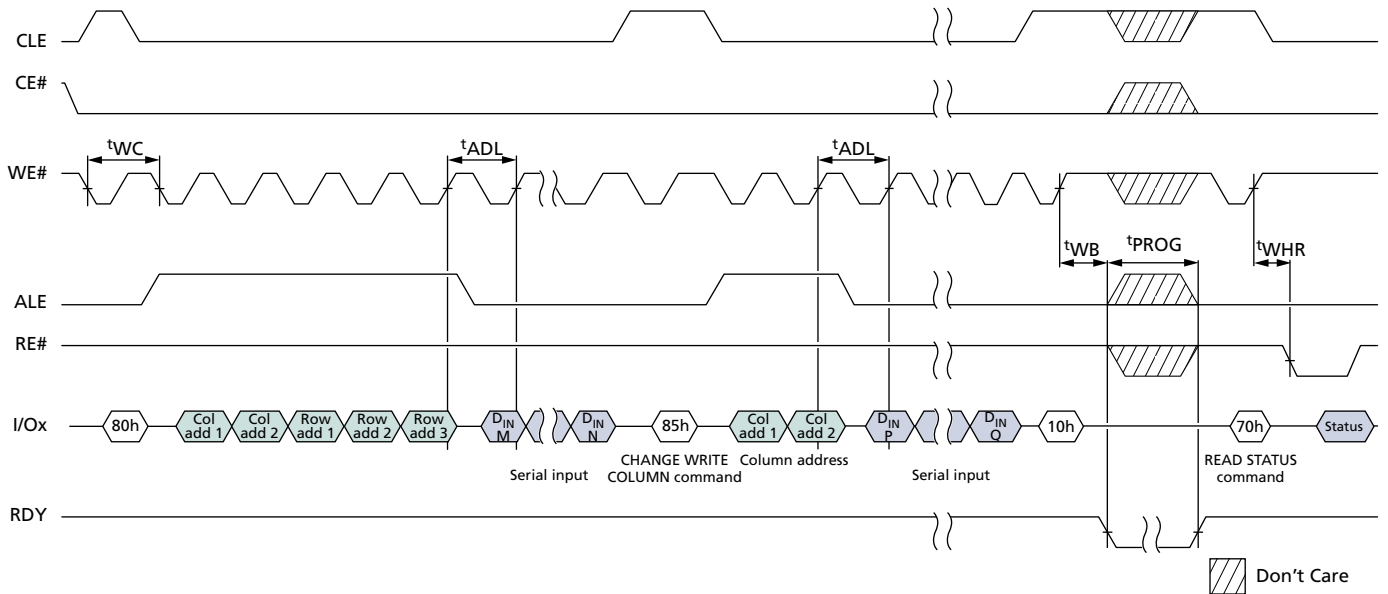 CLE
CE#
tWC
tADL
tADL
WE#
tWB
tPROG
tWHR
ALE
RE#
I/Ox
80h
Col add 1
Col add 2
Row add 1
Row add 2
Row add 3
DIN M
DIN N
85h
Col add 1
Col add 2
DIN P
DIN Q
10h
70h
Status
Serial input
CHANGE WRITE
COLUMN command
Column address
Serial input
READ STATUS
command
RDY
Don't Care